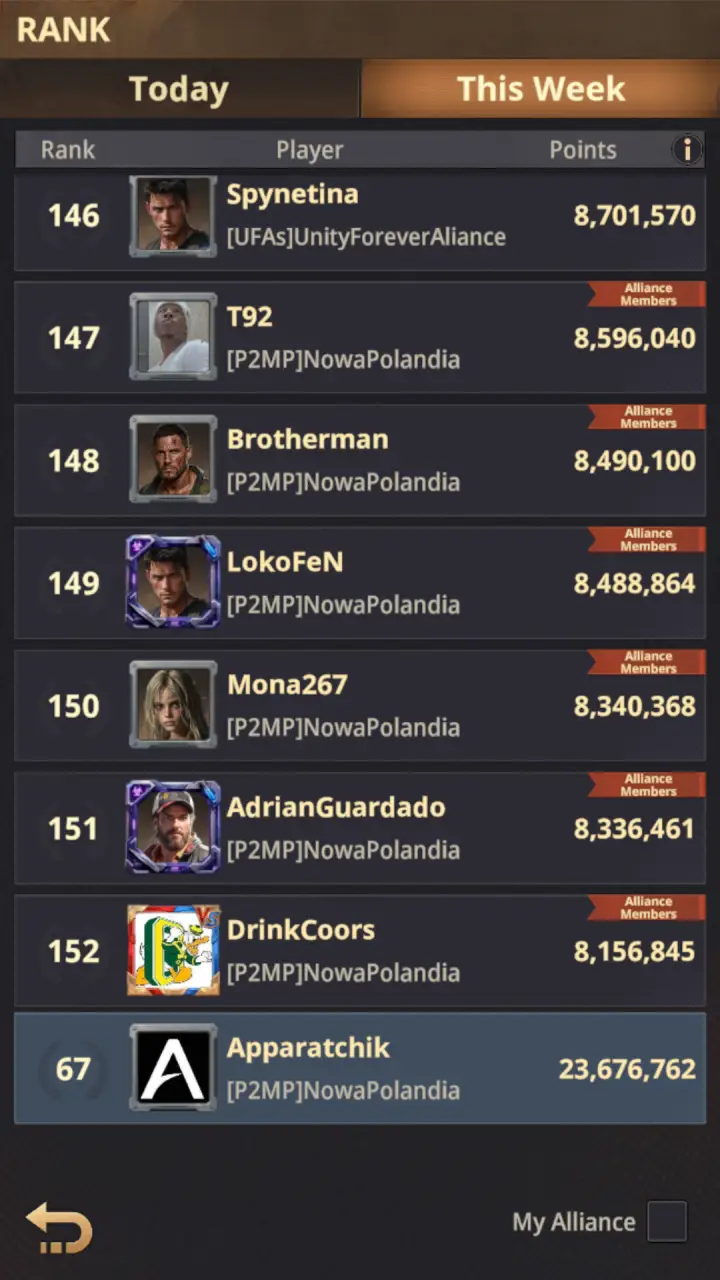 RANK
Today
This Week
Rank
Player
Points
i
146
Spynetina
[UFAs]UnityForeverAliance
8,701,570
Alliance
Members
147
T92
[P2MP]NowaPolandia
8,596,040
Alliance
Members
148
Brotherman
[P2MP]NowaPolandia
8,490,100
Alliance
Members
149
LokoFeN
[P2MP]NowaPolandia
8,488,864
Alliance
Members
150
Mona267
[P2MP]NowaPolandia
8,340,368
Alliance
Members
151
AdrianGuardado
[P2MP]NowaPolandia
8,336,461
Alliance
Members
152
VS
DrinkCoors
[P2MP]NowaPolandia
8,156,845
67
A
Apparatchik
[P2MP]NowaPolandia
23,676,762
My Alliance